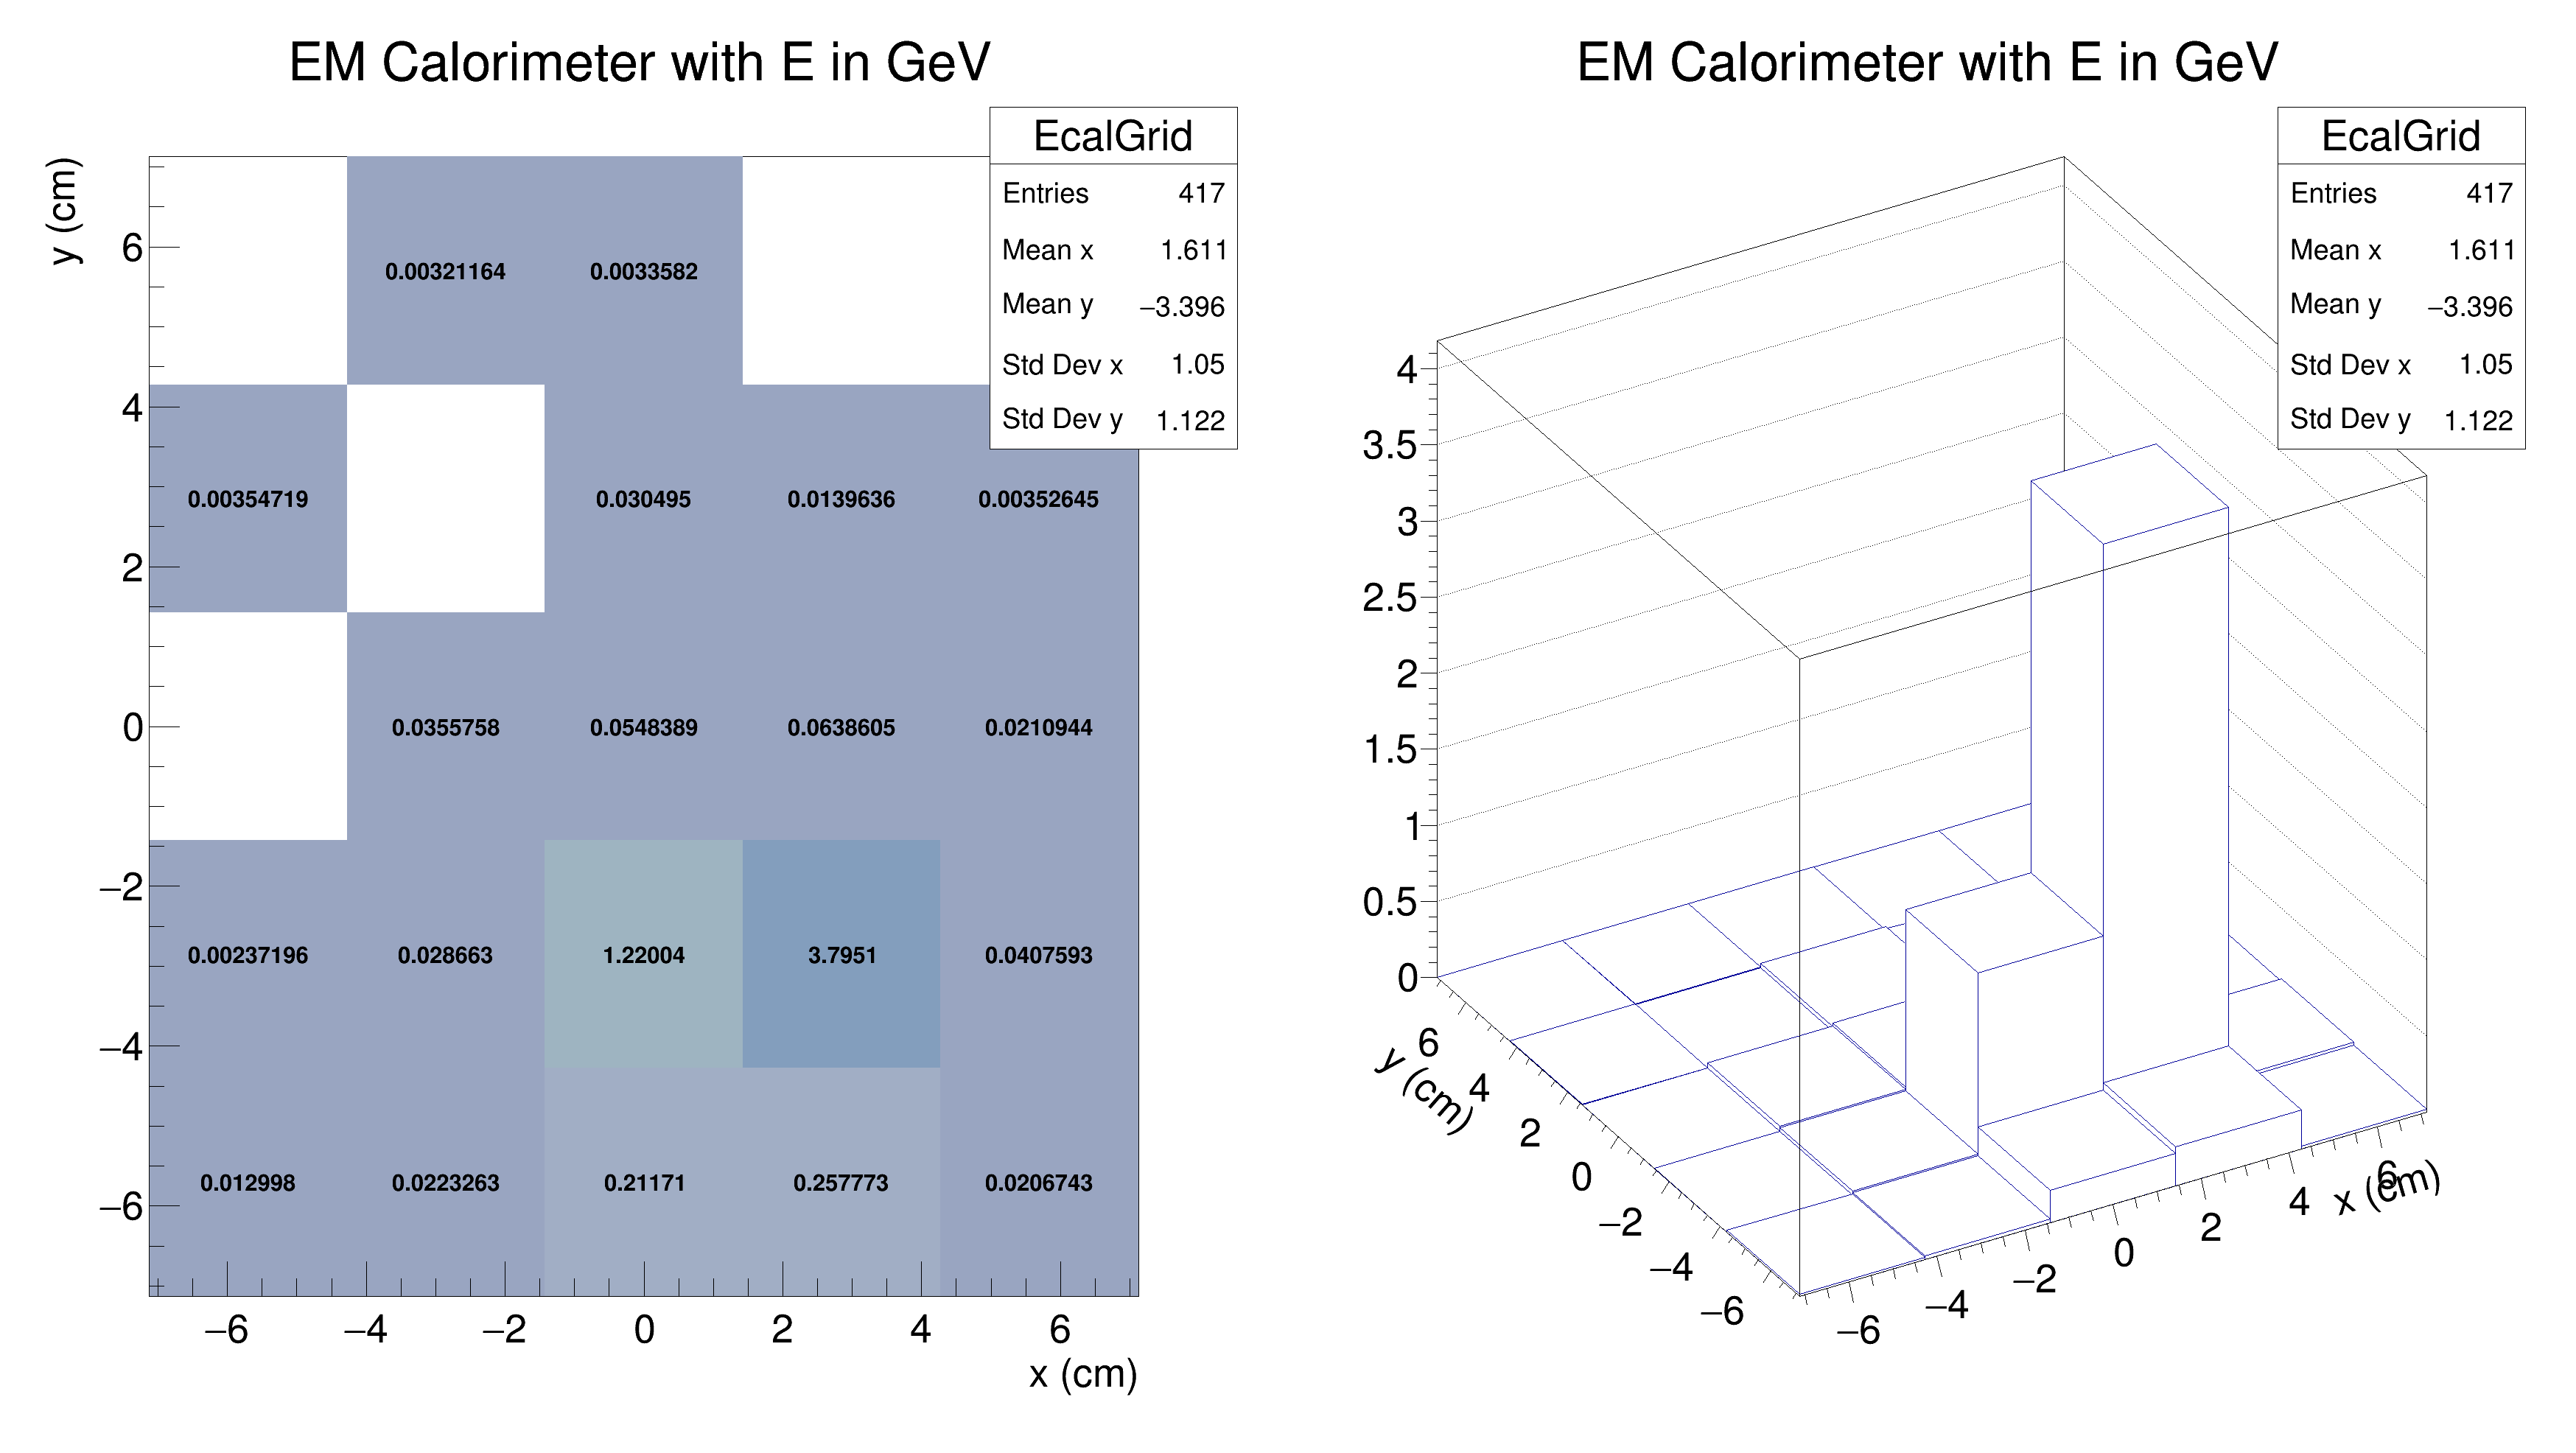 EM Calorimeter with E in GeV
EcalGrid
Entries 417
Mean x 1.611
Mean y −3.396
Std Dev x 1.05
Std Dev y 1.122
y (cm)
6
4
2
0
−2
−4
−6
0.00321164 0.0033582
0.00354719 0.030495 0.0139636 0.00352645
0.0355758 0.0548389 0.0638605 0.0210944
0.00237196 0.028663 1.22004 3.7951 0.0407593
0.012998 0.0223263 0.21171 0.257773 0.0206743
−6 −4 −2 0 2 4 6
x (cm)
EM Calorimeter with E in GeV
EcalGrid
Entries 417
Mean x 1.611
Mean y −3.396
Std Dev x 1.05
Std Dev y 1.122
4
3.5
3
2.5
2
1.5
1
0.5
0
y (cm)
6
4
2
0
−2
−4
−6
−6
−4
−2
0
2
4
6
x (cm)